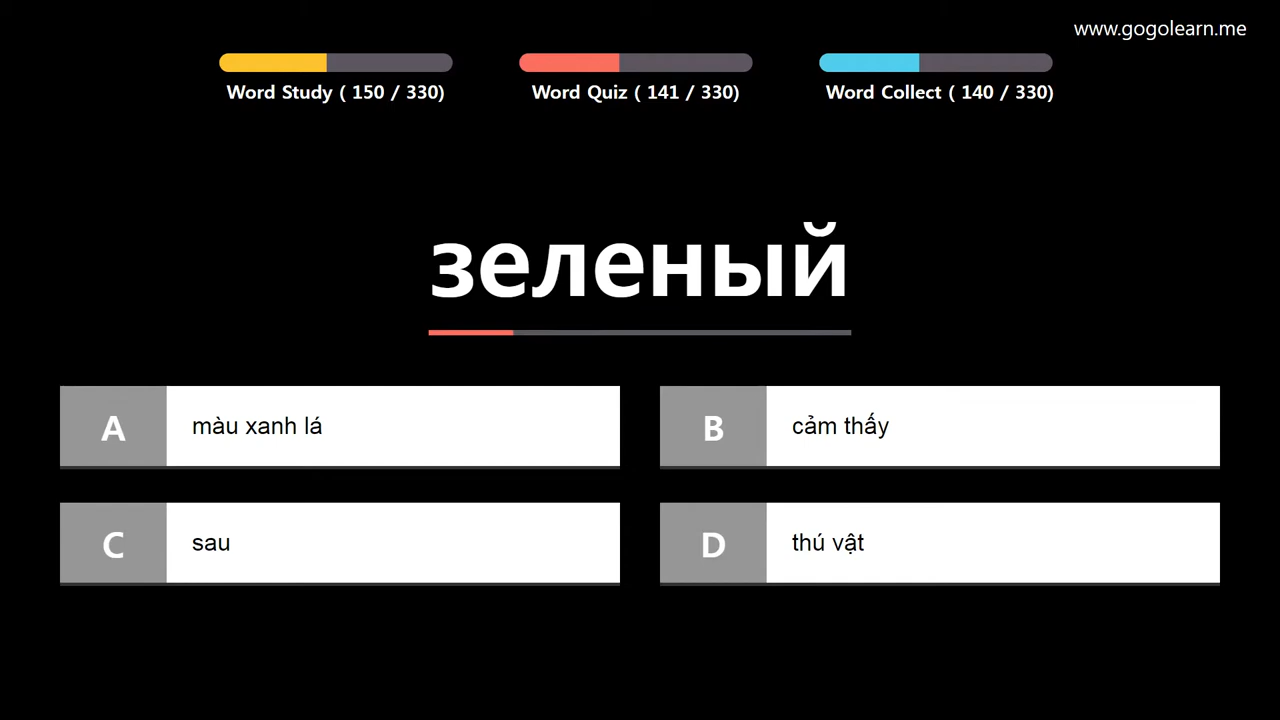 www.gogolearn.me
Word Study ( 150 / 330)
Word Quiz ( 141 / 330)
Word Collect ( 140 / 330)
зеленый
A màu xanh lá
B cảm thấy
C sau
D thú vật